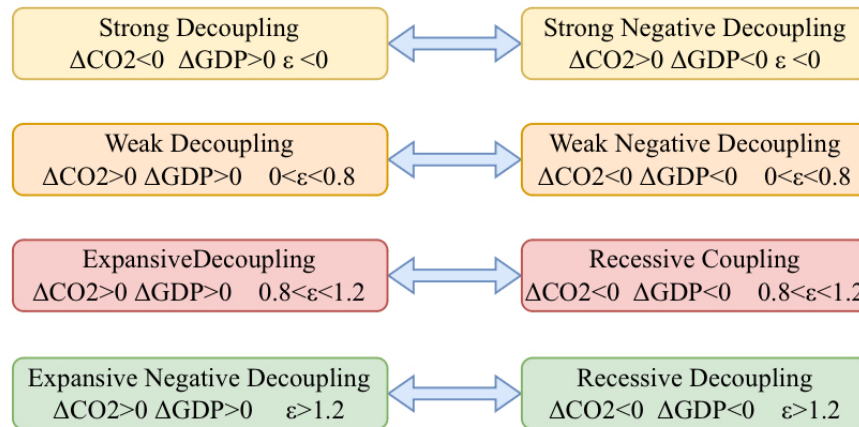 Strong Decoupling
ΔCO2<0 ΔGDP>0 ε <0
Strong Negative Decoupling
ΔCO2>0 ΔGDP<0 ε <0
Weak Decoupling
ΔCO2>0 ΔGDP>0 0<ε<0.8
Weak Negative Decoupling
ΔCO2<0 ΔGDP<0 0<ε<0.8
ExpansiveDecoupling
ΔCO2>0 ΔGDP>0 0.8<ε<1.2
Recessive Coupling
ΔCO2<0 ΔGDP<0 0.8<ε<1.2
Expansive Negative Decoupling
ΔCO2>0 ΔGDP>0 ε>1.2
Recessive Decoupling
ΔCO2<0 ΔGDP<0 ε>1.2